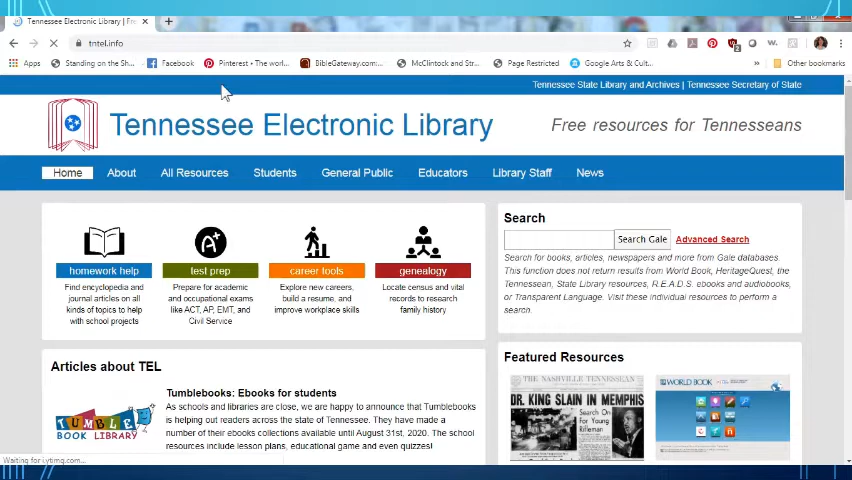 Tennessee Electronic Library | Fre
tntel.info
Apps
Standing on the Sh...
Facebook
Pinterest • The worl...
BibleGateway.com:...
McClintock and Str...
Page Restricted
Google Arts & Cult...
Other bookmarks
Tennessee State Library and Archives | Tennessee Secretary of State
Tennessee Electronic Library
Free resources for Tennesseans
Home
About
All Resources
Students
General Public
Educators
Library Staff
News
homework help
Find encyclopedia and
journal articles on all
kinds of topics to help
with school projects
test prep
Prepare for academic
and occupational exams
like ACT, AP, EMT, and
Civil Service
career tools
Explore new careers,
build a resume, and
improve workplace skills
genealogy
Locate census and vital
records to research
family history
Search
Search Gale
Advanced Search
Search for books, articles, newspapers and more from Gale databases.
This function does not return results from World Book, HeritageQuest, the
Tennessean, State Library resources, R.E.A.D.S. ebooks and audiobooks,
or Transparent Language. Visit these individual resources to perform a
search.
Articles about TEL
TUMBLE
BOOK LIBRARY
Tumblebooks: Ebooks for students
As schools and libraries are close, we are happy to announce that Tumblebooks
is helping out readers across the state of Tennessee. They have made a
number of their ebooks collections available until August 31st, 2020. The school
resources include lesson plans, educational game and even quizzes!
Featured Resources
THE NASHVILLE TENNESSEAN
DR. KING SLAIN IN MEMPHIS
Search On
For Young
Rifleman
WORLD BOOK
Waiting for i.ytimg.com...